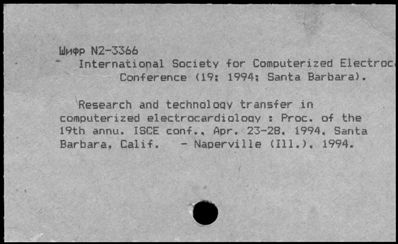 Шифр N2-3366
International Society for Computerized Electroc
Conference (19; 1994; Santa Barbara).
Research and technology transfer in
computerized electrocardiology : Proc. of the
19th annu. ISCE conf., Apr. 23-28, 1994, Santa
Barbara, Calif. - Naperville (Ill.), 1994.